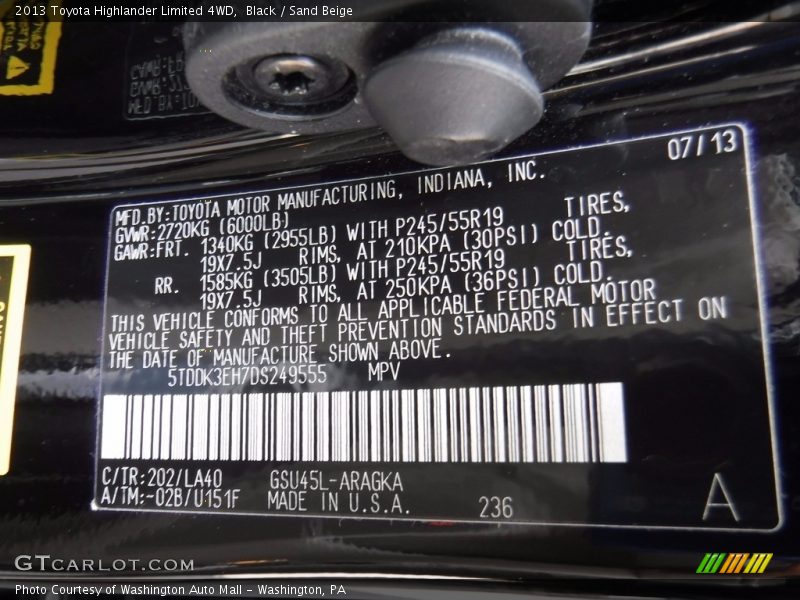 2013 Toyota Highlander Limited 4WD,  Black / Sand Beige
07/13
MFD.BY:TOYOTA MOTOR MANUFACTURING, INDIANA, INC.
GVWR:2720KG (6000LB)
GAWR:FRT. 1340KG (2955LB) WITH P245/55R19 TIRES,
19X7.5J RIMS, AT 210KPA (30PSI) COLD.
RR. 1585KG (3505LB) WITH P245/55R19 TIRES,
19X7.5J RIMS, AT 250KPA (36PSI) COLD.
THIS VEHICLE CONFORMS TO ALL APPLICABLE FEDERAL MOTOR
VEHICLE SAFETY AND THEFT PREVENTION STANDARDS IN EFFECT ON
THE DATE OF MANUFACTURE SHOWN ABOVE.
5TDDK3EH7DS249555 MPV
C/TR:202/LA40 GSU45L-ARAGKA
A/TM:-02B/U151F MADE IN U.S.A. 236
A
GTCARLOT.COM
Photo Courtesy of Washington Auto Mall - Washington, PA